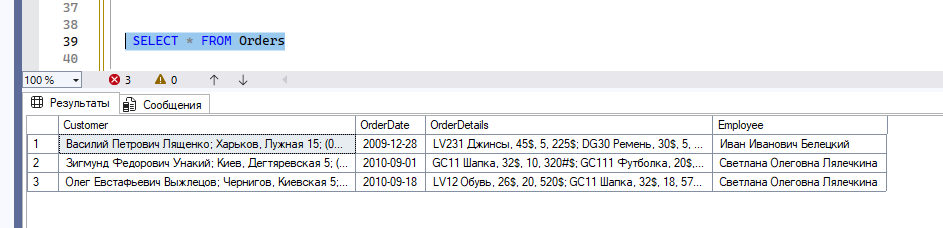 37
38
39 SELECT * FROM Orders
40
100 % 3 0
Результаты Сообщения
Customer OrderDate OrderDetails Employee
1 Василий Петрович Лященко; Харьков, Лужная 15; (0... 2009-12-28 LV231 Джинсы, 45$, 5, 225$; DG30 Ремень, 30$, 5, ... Иван Иванович Белецкий
2 Зигмунд Федорович Унакий; Киев, Дегтяревская 5; (... 2010-09-01 GC11 Шапка, 32$, 10, 320#$; GC111 Футболка, 20$,... Светлана Олеговна Лялечкина
3 Олег Евстафьевич Выжлецов; Чернигов, Киевская 5;... 2010-09-18 LV12 Обувь, 26$, 20, 520$; GC11 Шапка, 32$, 18, 57... Светлана Олеговна Лялечкина